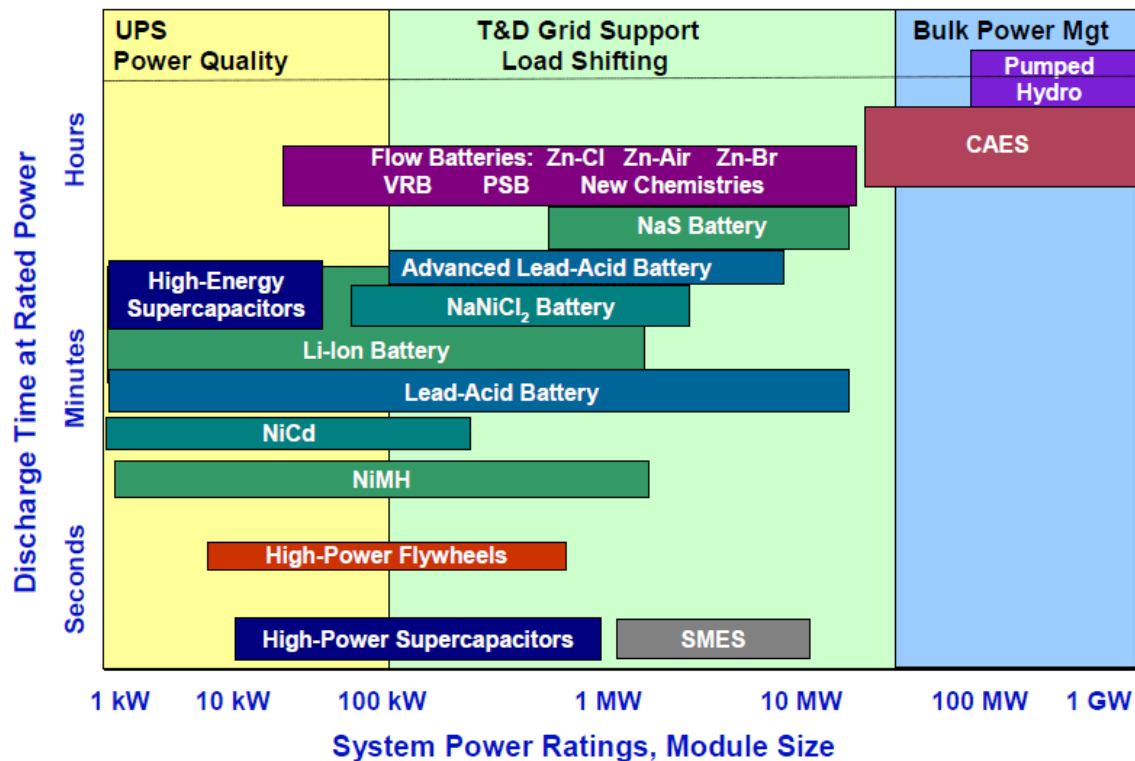 UPS
Power Quality
T&D Grid Support
Load Shifting
Bulk Power Mgt
Pumped
Hydro
CAES
Flow Batteries: Zn-Cl Zn-Air Zn-Br
VRB PSB New Chemistries
NaS Battery
Advanced Lead-Acid Battery
High-Energy
Supercapacitors
NaNiCl₂ Battery
Li-Ion Battery
Lead-Acid Battery
NiCd
NiMH
High-Power Flywheels
High-Power Supercapacitors
SMES
Discharge Time at Rated Power
Hours
Minutes
Seconds
1 kW 10 kW 100 kW 1 MW 10 MW 100 MW 1 GW
System Power Ratings, Module Size